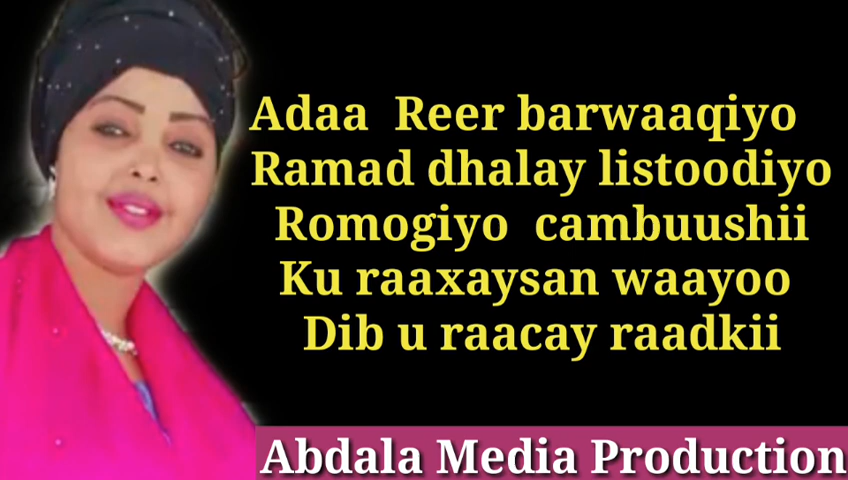 Adaa Reer barwaaqiyo
Ramad dhalay listoodiyo
Romogiyo cambuushii
Ku raaxaysan waayoo
Dib u raacay raadkii
Abdala Media Production